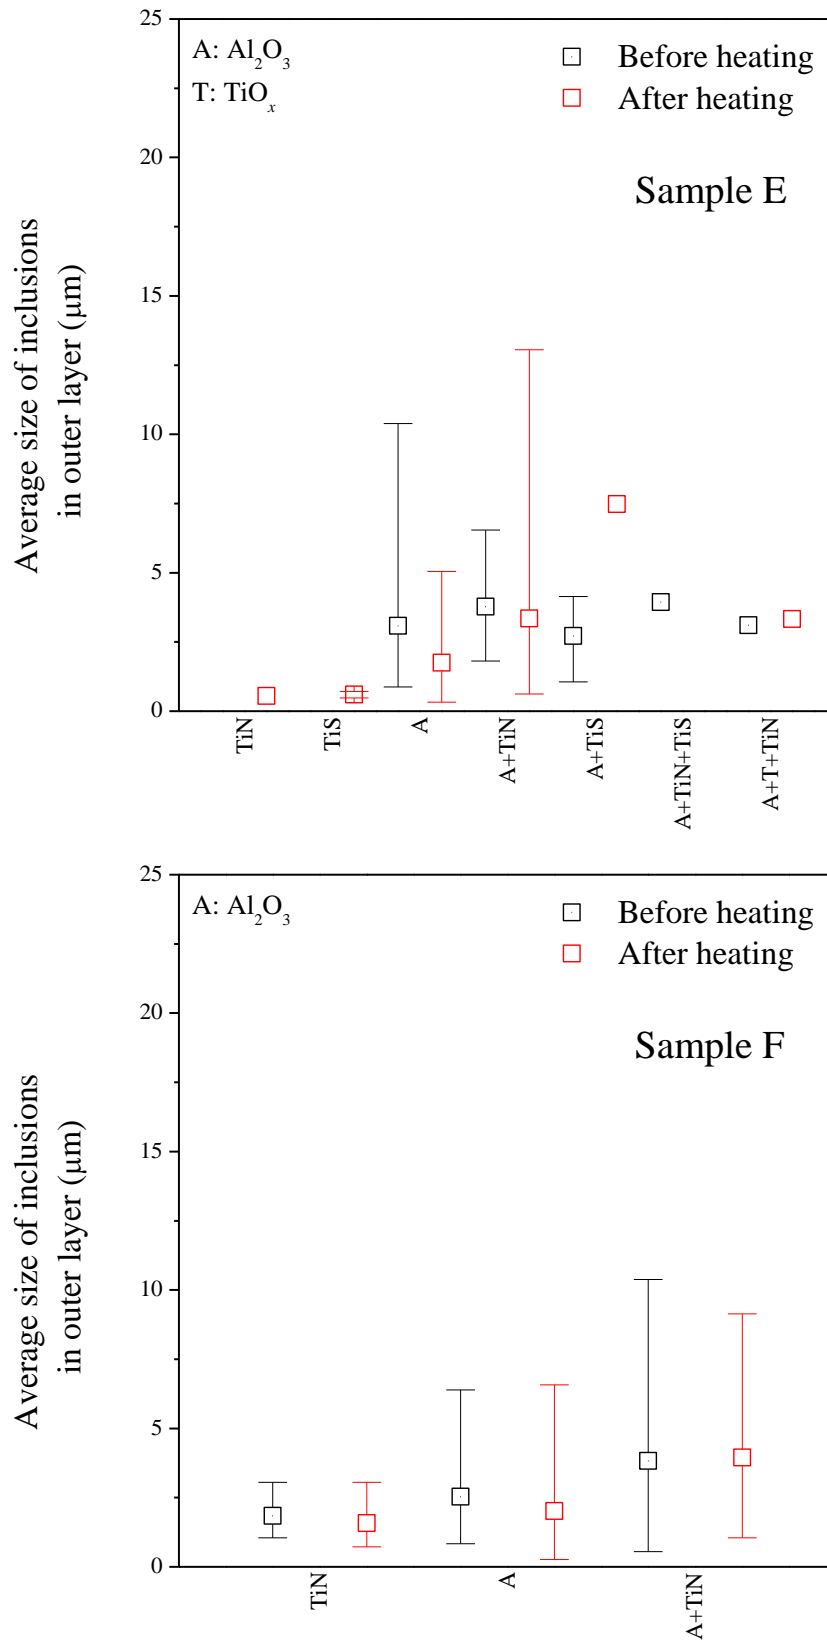 25
20
15
10
5
0
Average size of inclusions
in outer layer (μm)
A: Al₂O₃
T: TiOₓ
Before heating
After heating
Sample E
TiN
TiS
A
A+TiN
A+TiS
A+TiN+TiS
A+T+TiN
25
20
15
10
5
0
Average size of inclusions
in outer layer (μm)
A: Al₂O₃
Before heating
After heating
Sample F
TiN
A
A+TiN